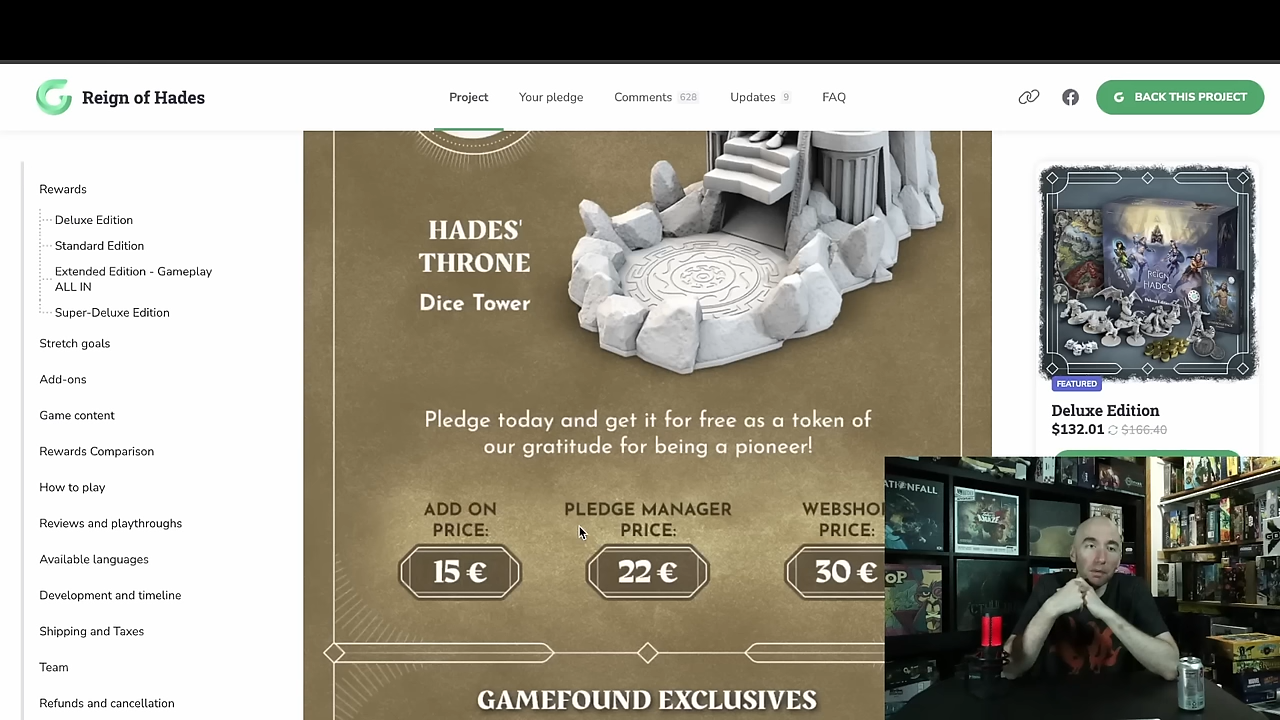 Reign of Hades
Project
Your pledge
Comments 628
Updates 9
FAQ
BACK THIS PROJECT
Rewards
Deluxe Edition
Standard Edition
Extended Edition - Gameplay
ALL IN
Super-Deluxe Edition
Stretch goals
Add-ons
Game content
Rewards Comparison
How to play
Reviews and playthroughs
Available languages
Development and timeline
Shipping and Taxes
Team
Refunds and cancellation
HADES'
THRONE
Dice Tower
Pledge today and get it for free as a token of
our gratitude for being a pioneer!
ADD ON
PRICE:
15 €
PLEDGE MANAGER
PRICE:
22 €
PRICE:
30 €
GAMEFOUND EXCLUSIVES
REIGN
OF
HADES
FEATURED
Deluxe Edition
$132.01 $166.40